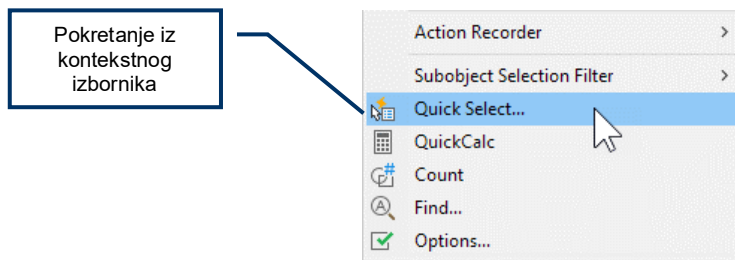 Pokretanje iz
kontekstnog
izbornika
Action Recorder
Subobject Selection Filter
Quick Select...
QuickCalc
Count
Find...
Options...